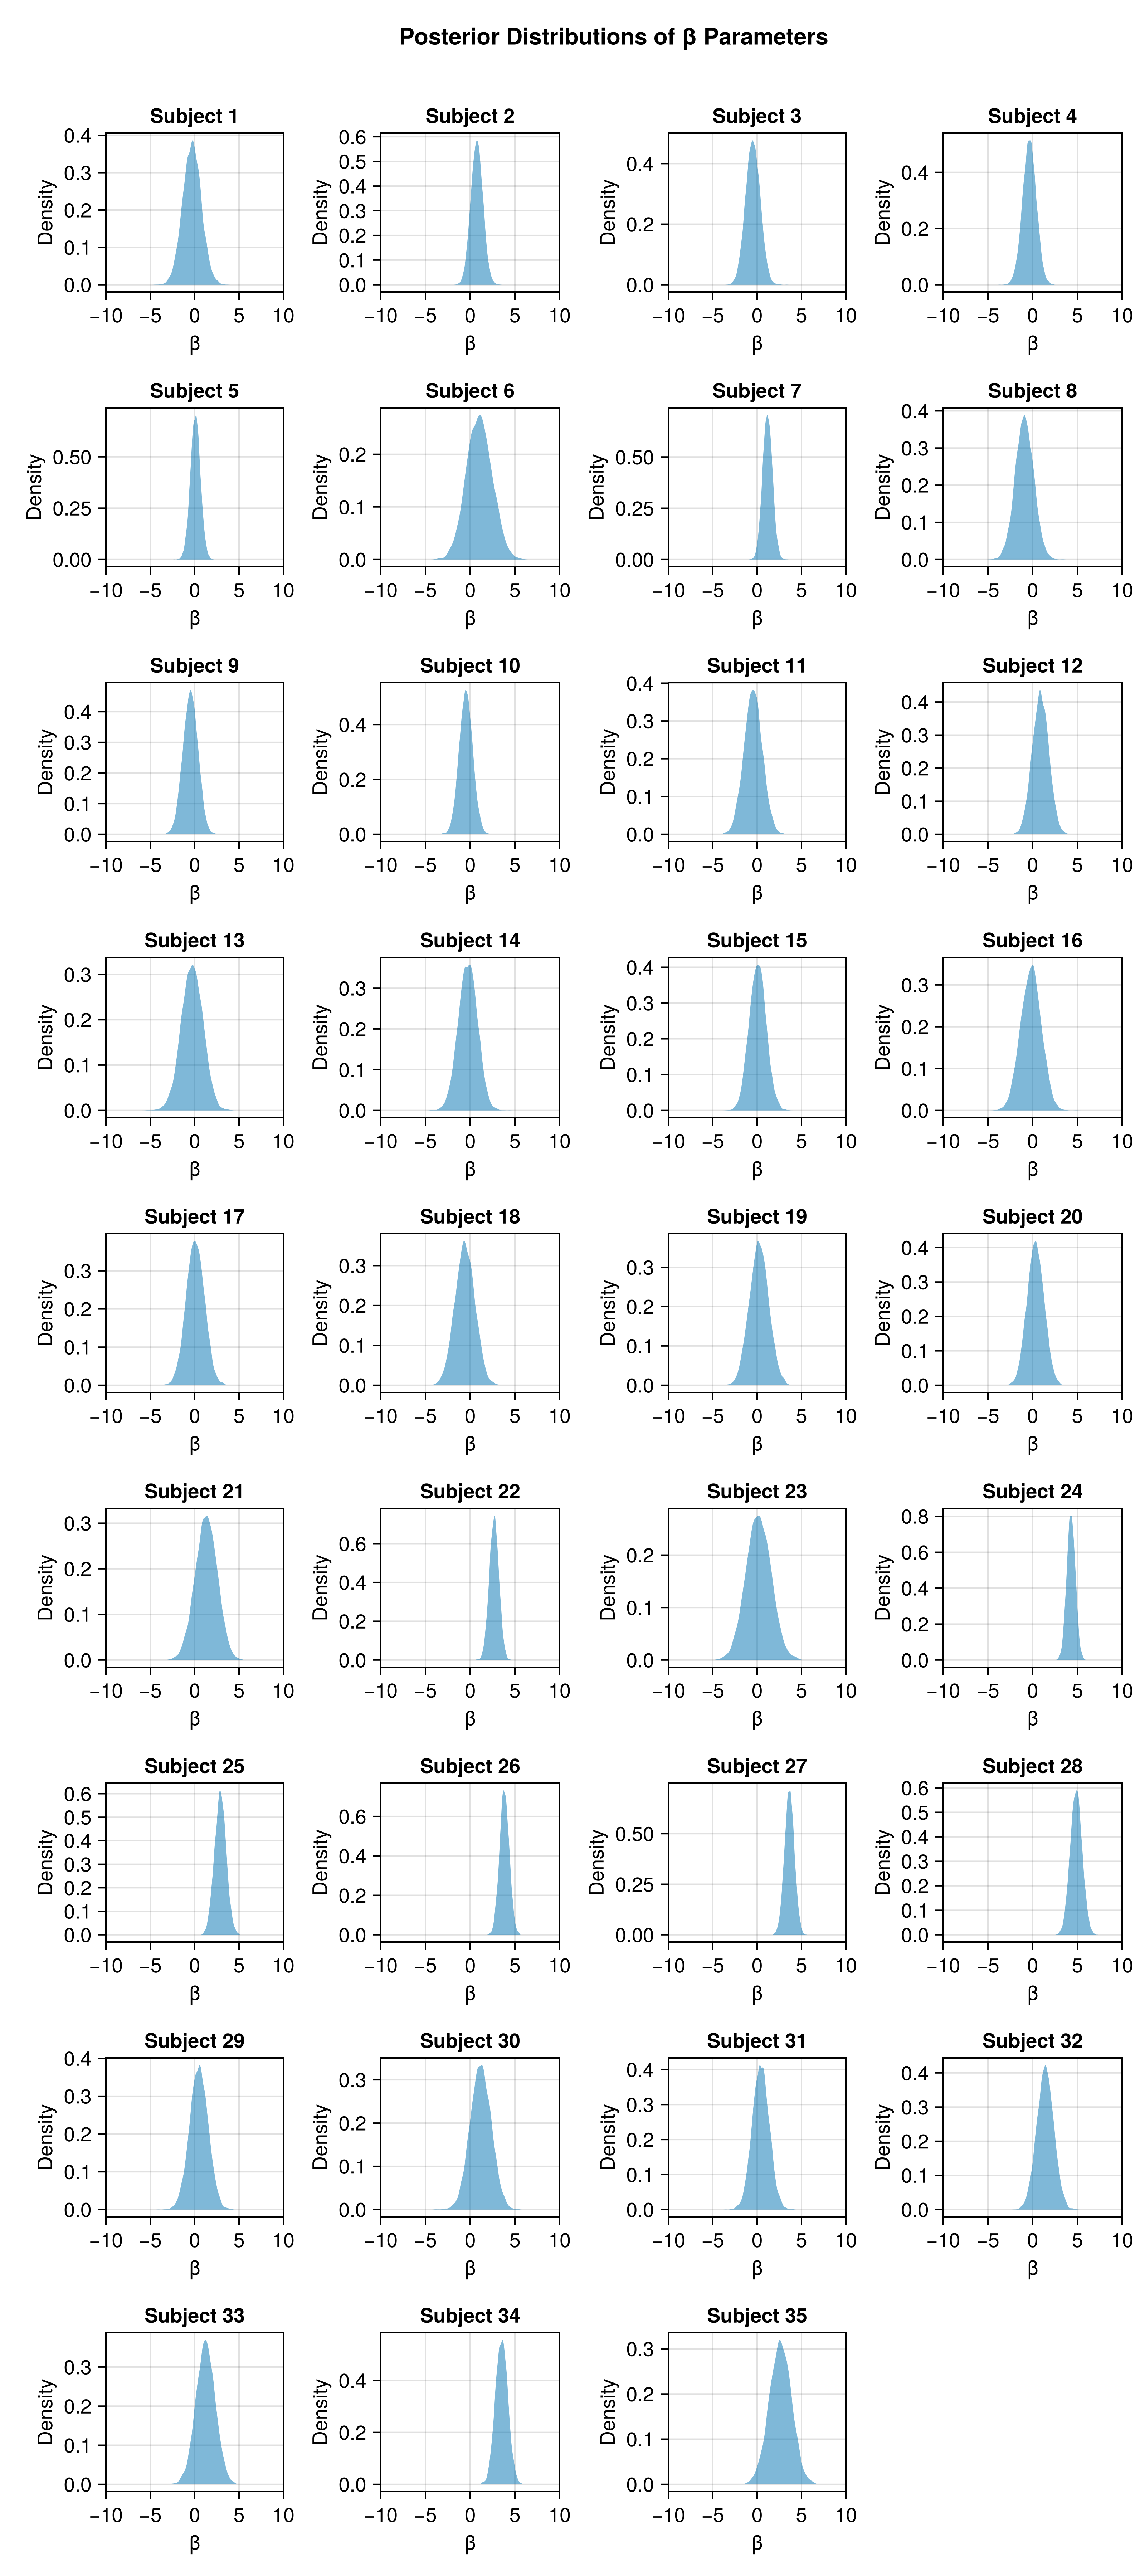 Posterior Distributions of β Parameters
Subject 1 Subject 2 Subject 3 Subject 4
Density 0.4 0.3 0.2 0.1 0.0 Density 0.6 0.5 0.4 0.3 0.2 0.1 0.0 Density 0.4 0.2 0.0 Density 0.4 0.2 0.0
−10 −5 0 5 10 −10 −5 0 5 10 −10 −5 0 5 10 −10 −5 0 5 10
β β β β
Subject 5 Subject 6 Subject 7 Subject 8
Density 0.50 0.25 0.00 Density 0.2 0.1 0.0 Density 0.50 0.25 0.00 Density 0.4 0.3 0.2 0.1 0.0
−10 −5 0 5 10 −10 −5 0 5 10 −10 −5 0 5 10 −10 −5 0 5 10
β β β β
Subject 9 Subject 10 Subject 11 Subject 12
Density 0.4 0.3 0.2 0.1 0.0 Density 0.4 0.2 0.0 Density 0.4 0.3 0.2 0.1 0.0 Density 0.4 0.3 0.2 0.1 0.0
−10 −5 0 5 10 −10 −5 0 5 10 −10 −5 0 5 10 −10 −5 0 5 10
β β β β
Subject 13 Subject 14 Subject 15 Subject 16
Density 0.3 0.2 0.1 0.0 Density 0.3 0.2 0.1 0.0 Density 0.4 0.3 0.2 0.1 0.0 Density 0.3 0.2 0.1 0.0
−10 −5 0 5 10 −10 −5 0 5 10 −10 −5 0 5 10 −10 −5 0 5 10
β β β β
Subject 17 Subject 18 Subject 19 Subject 20
Density 0.3 0.2 0.1 0.0 Density 0.3 0.2 0.1 0.0 Density 0.3 0.2 0.1 0.0 Density 0.4 0.3 0.2 0.1 0.0
−10 −5 0 5 10 −10 −5 0 5 10 −10 −5 0 5 10 −10 −5 0 5 10
β β β β
Subject 21 Subject 22 Subject 23 Subject 24
Density 0.3 0.2 0.1 0.0 Density 0.6 0.4 0.2 0.0 Density 0.2 0.1 0.0 Density 0.8 0.6 0.4 0.2 0.0
−10 −5 0 5 10 −10 −5 0 5 10 −10 −5 0 5 10 −10 −5 0 5 10
β β β β
Subject 25 Subject 26 Subject 27 Subject 28
Density 0.6 0.5 0.4 0.3 0.2 0.1 0.0 Density 0.6 0.4 0.2 0.0 Density 0.50 0.25 0.00 Density 0.6 0.5 0.4 0.3 0.2 0.1 0.0
−10 −5 0 5 10 −10 −5 0 5 10 −10 −5 0 5 10 −10 −5 0 5 10
β β β β
Subject 29 Subject 30 Subject 31 Subject 32
Density 0.4 0.3 0.2 0.1 0.0 Density 0.3 0.2 0.1 0.0 Density 0.4 0.3 0.2 0.1 0.0 Density 0.4 0.3 0.2 0.1 0.0
−10 −5 0 5 10 −10 −5 0 5 10 −10 −5 0 5 10 −10 −5 0 5 10
β β β β
Subject 33 Subject 34 Subject 35
Density 0.3 0.2 0.1 0.0 Density 0.4 0.2 0.0 Density 0.3 0.2 0.1 0.0
−10 −5 0 5 10 −10 −5 0 5 10 −10 −5 0 5 10
β β β